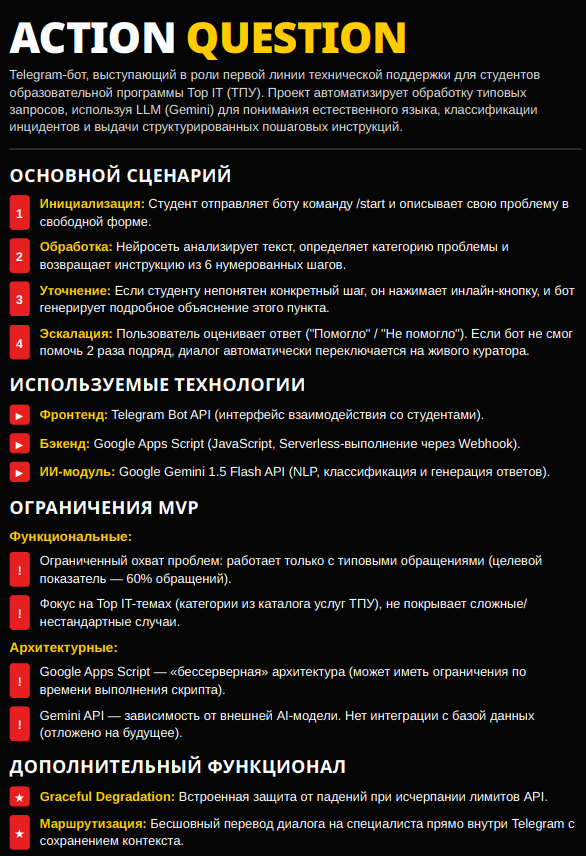 ACTION QUESTION
Telegram-бот, выступающий в роли первой линии технической поддержки для студентов
образовательной программы Top IT (ТПУ). Проект автоматизирует обработку типовых
запросов, используя LLM (Gemini) для понимания естественного языка, классификации
инцидентов и выдачи структурированных пошаговых инструкций.
ОСНОВНОЙ СЦЕНАРИЙ
1 Инициализация: Студент отправляет боту команду /start и описывает свою проблему в
свободной форме.
2 Обработка: Нейросеть анализирует текст, определяет категорию проблемы и
возвращает инструкцию из 6 нумерованных шагов.
3 Уточнение: Если студенту непонятен конкретный шаг, он нажимает инлайн-кнопку, и бот
генерирует подробное объяснение этого пункта.
4 Эскалация: Пользователь оценивает ответ ("Помогло" / "Не помогло"). Если бот не смог
помочь 2 раза подряд, диалог автоматически переключается на живого куратора.
ИСПОЛЬЗУЕМЫЕ ТЕХНОЛОГИИ
▶ Фронтенд: Telegram Bot API (интерфейс взаимодействия со студентами).
▶ Бэкенд: Google Apps Script (JavaScript, Serverless-выполнение через Webhook).
▶ ИИ-модуль: Google Gemini 1.5 Flash API (NLP, классификация и генерация ответов).
ОГРАНИЧЕНИЯ MVP
Функциональные:
! Ограниченный охват проблем: работает только с типовыми обращениями (целевой
показатель — 60% обращений).
! Фокус на Top IT-темах (категории из каталога услуг ТПУ), не покрывает сложные/
нестандартные случаи.
Архитектурные:
! Google Apps Script — «бессерверная» архитектура (может иметь ограничения по
времени выполнения скрипта).
! Gemini API — зависимость от внешней AI-модели. Нет интеграции с базой данных
(отложено на будущее).
ДОПОЛНИТЕЛЬНЫЙ ФУНКЦИОНАЛ
★ Graceful Degradation: Встроенная защита от падений при исчерпании лимитов API.
★ Маршрутизация: Бесшовный перевод диалога на специалиста прямо внутри Telegram с
сохранением контекста.